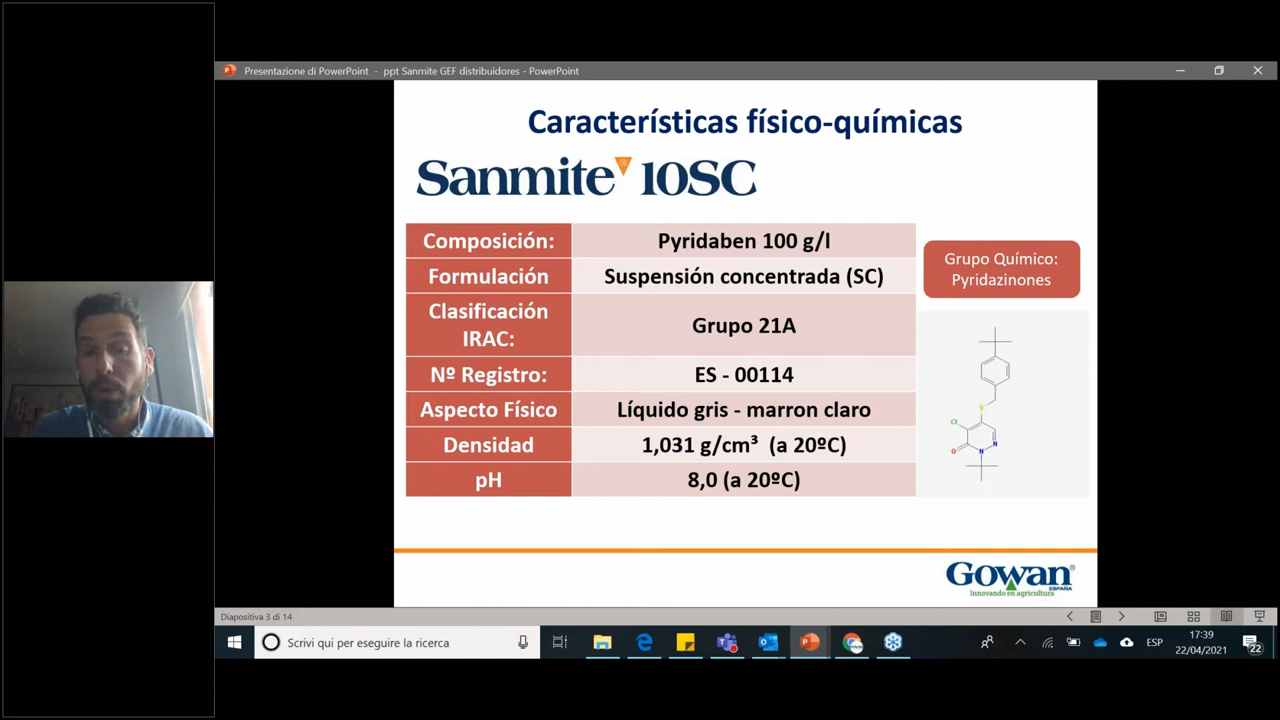 Presentazione di PowerPoint - ppt Sanmite GEF distribuidores - PowerPoint
Características físico-químicas
Sanmite 10SC
Composición: Pyridaben 100 g/l
Formulación Suspensión concentrada (SC)
Clasificación
IRAC:
Grupo 21A
Nº Registro: ES - 00114
Aspecto Físico Líquido gris - marron claro
Densidad 1,031 g/cm³ (a 20ºC)
pH 8,0 (a 20ºC)
Grupo Químico:
Pyridazinones
S
Cl
N
O
N
Gowan®
ESPAÑA
Innovando en agricultura
Diapositiva 3 di 14
Scrivi qui per eseguire la ricerca
ESP
17:39
22/04/2021
22